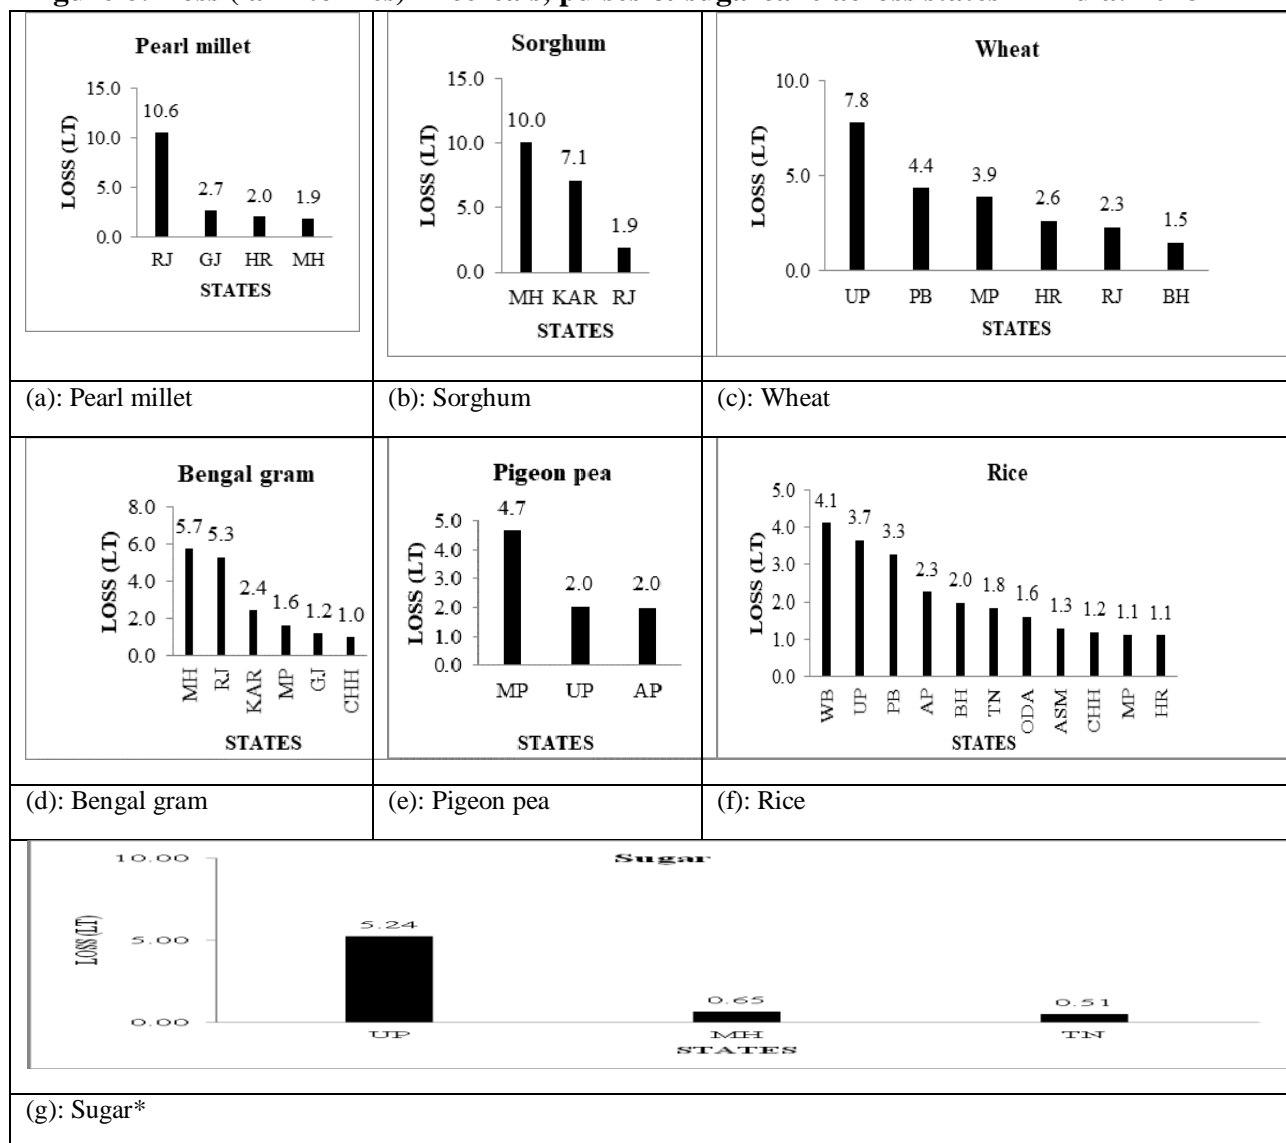 Pearl millet
LOSS (LT)
15.0
10.0
5.0
0.0
10.6
2.7
2.0
1.9
RJ GJ HR MH
STATES
Sorghum
LOSS (LT)
15.0
10.0
5.0
0.0
10.0
7.1
1.9
MH KAR RJ
STATES
Wheat
LOSS (LT)
10.0
5.0
0.0
7.8
4.4
3.9
2.6
2.3
1.5
UP PB MP HR RJ BH
STATES
(a): Pearl millet
(b): Sorghum
(c): Wheat
Bengal gram
LOSS (LT)
8.0
6.0
4.0
2.0
0.0
5.7
5.3
2.4
1.6
1.2
1.0
MH RJ KAR MP GJ CHH
STATES
Pigeon pea
LOSS (LT)
5.0
4.0
3.0
2.0
1.0
0.0
4.7
2.0
2.0
MP UP AP
STATES
Rice
LOSS (LT)
5.0
4.0
3.0
2.0
1.0
0.0
4.1
3.7
3.3
2.3
2.0
1.8
1.6
1.3
1.2
1.1
1.1
WB UP PB AP BH TN ODA ASM CHH MP HR
STATES
(d): Bengal gram
(e): Pigeon pea
(f): Rice
Sugar
LOSS (LT)
10.00
5.00
0.00
5.24
0.65
0.51
UP MH TN
STATES
(g): Sugar*